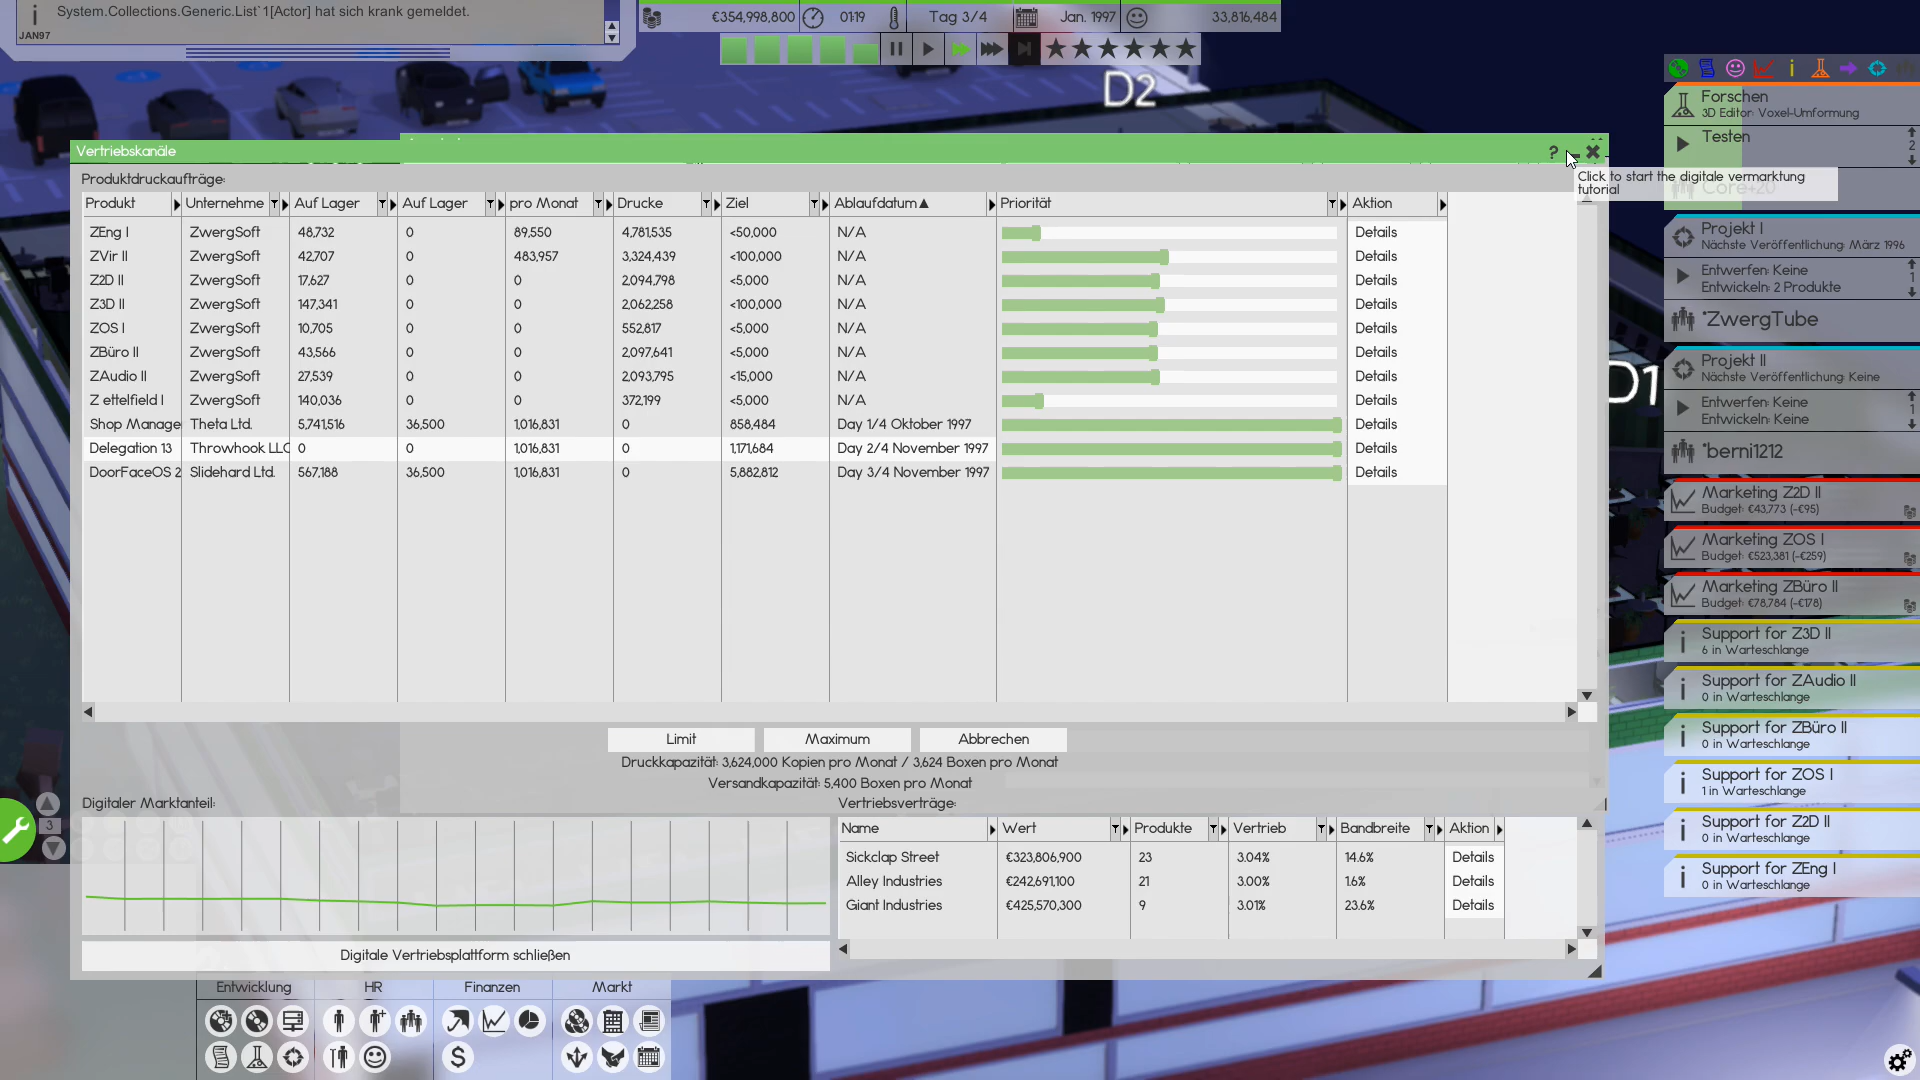 System.Collections.Generic.List`1[Actor] hat sich krank gemeldet.
JAN97
€354,998,800
01:19
Tag 3/4
Jan. 1997
33,816,484
D2
Forschen
3D Editor: Voxel-Umformung
Testen
2
Core+20
Vertriebskanäle
?
Click to start the digitale vermarktung
tutorial
Produktdruckaufträge:
Produkt Unternehme Auf Lager Auf Lager pro Monat Drucke Ziel Ablaufdatum Priorität Aktion
ZEng I ZwergSoft 48,732 0 89,550 4,781,535 <50,000 N/A Details
ZVir II ZwergSoft 42,707 0 483,957 3,324,439 <100,000 N/A Details
Z2D II ZwergSoft 17,627 0 0 2,094,798 <5,000 N/A Details
Z3D II ZwergSoft 147,341 0 0 2,062,258 <100,000 N/A Details
ZOS I ZwergSoft 10,705 0 0 552,817 <5,000 N/A Details
ZBüro II ZwergSoft 43,566 0 0 2,097,641 <5,000 N/A Details
ZAudio II ZwergSoft 27,539 0 0 2,093,795 <15,000 N/A Details
Z ettelfield I ZwergSoft 140,036 0 0 372,199 <5,000 N/A Details
Shop Manage Theta Ltd. 5,741,516 36,500 1,016,831 0 858,484 Day 1/4 Oktober 1997 Details
Delegation 13 Throwhook LLC 0 0 1,016,831 0 1,171,684 Day 2/4 November 1997 Details
DoorFaceOS 2 Slidehard Ltd. 567,188 36,500 1,016,831 0 5,882,812 Day 3/4 November 1997 Details
Limit Maximum Abbrechen
Druckkapazität: 3,624,000 Kopien pro Monat / 3,624 Boxen pro Monat
Versandkapazität: 5,400 Boxen pro Monat
Digitaler Marktanteil:
Digitale Vertriebsplattform schließen
Vertriebsverträge:
Name Wert Produkte Vertrieb Bandbreite Aktion
Sickclap Street €323,806,900 23 3.04% 14.6% Details
Alley Industries €242,691,100 21 3.00% 1.6% Details
Giant Industries €425,570,300 9 3.01% 23.6% Details
Projekt I
Nächste Veröffentlichung: März 1996
Entwerfen: Keine
Entwickeln: 2 Produkte
1
*ZwergTube
Projekt II
Nächste Veröffentlichung: Keine
Entwerfen: Keine
Entwickeln: Keine
1
*berni1212
D1
Marketing Z2D II
Budget: €43,773 (-€95)
Marketing ZOS I
Budget: €523,381 (-€259)
Marketing ZBüro II
Budget: €78,784 (-€178)
Support for Z3D II
6 in Warteschlange
Support for ZAudio II
0 in Warteschlange
Support for ZBüro II
0 in Warteschlange
Support for ZOS I
1 in Warteschlange
Support for Z2D II
0 in Warteschlange
Support for ZEng I
0 in Warteschlange
3
Entwicklung HR Finanzen Markt